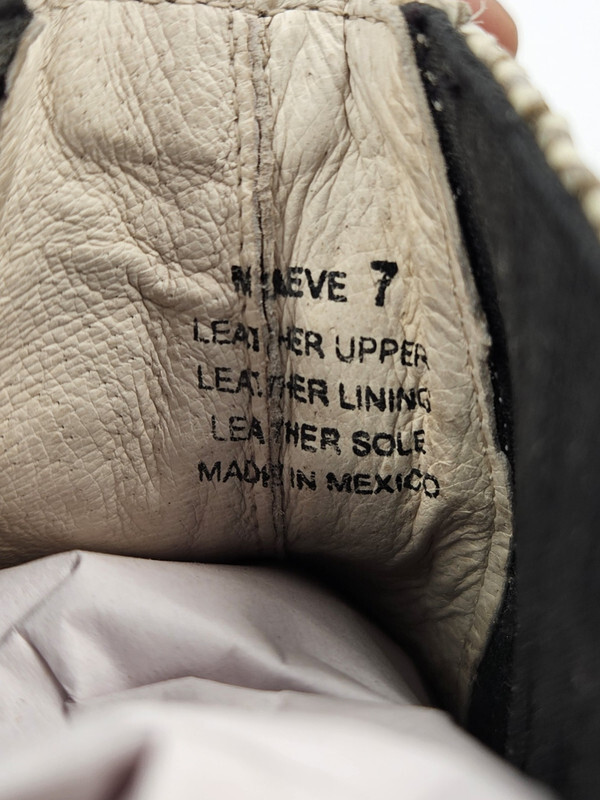 7
LEATHER UPPER
LEATHER LINING
LEATHER SOLE
MADE IN MEXICO